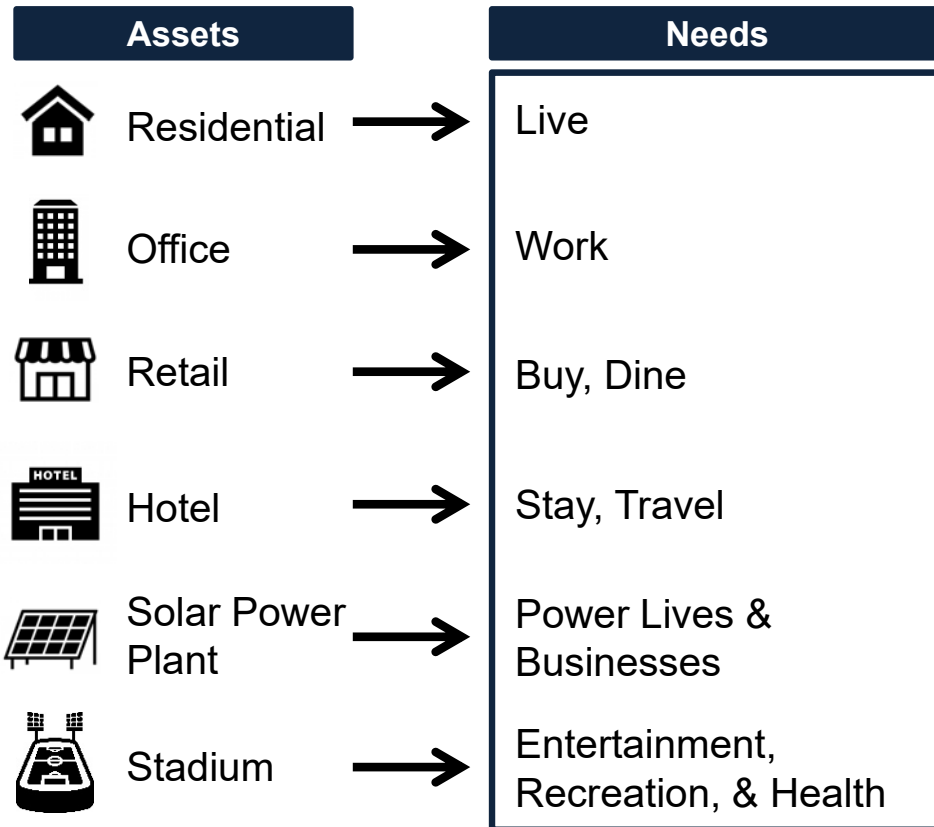 Assets
Needs
Residential
Live
Office
Work
Retail
Buy, Dine
HOTEL
Hotel
Stay, Travel
Solar Power
Plant
Power Lives &
Businesses
Stadium
Entertainment,
Recreation, & Health